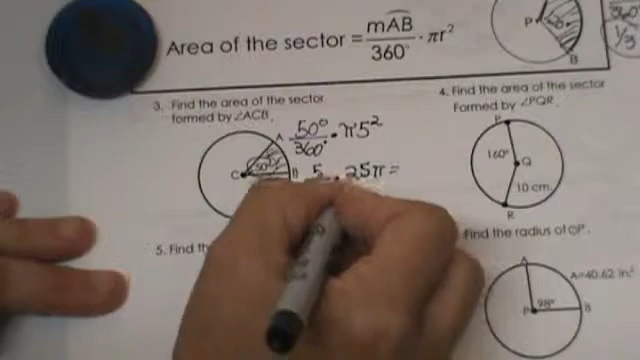 Area of the sector = mAB/360° · πr²
P
B
360°
1/3
3. Find the area of the sector
formed by ∠ACB.
A
C
50°
B
50°/360° · π5²
5 · 25π =
4. Find the area of the sector
Formed by ∠PQR.
P
160°
Q
10 cm.
R
5. Find th
Find the radius of ⊙P.
A
A=40.62 in²
P
98°
B